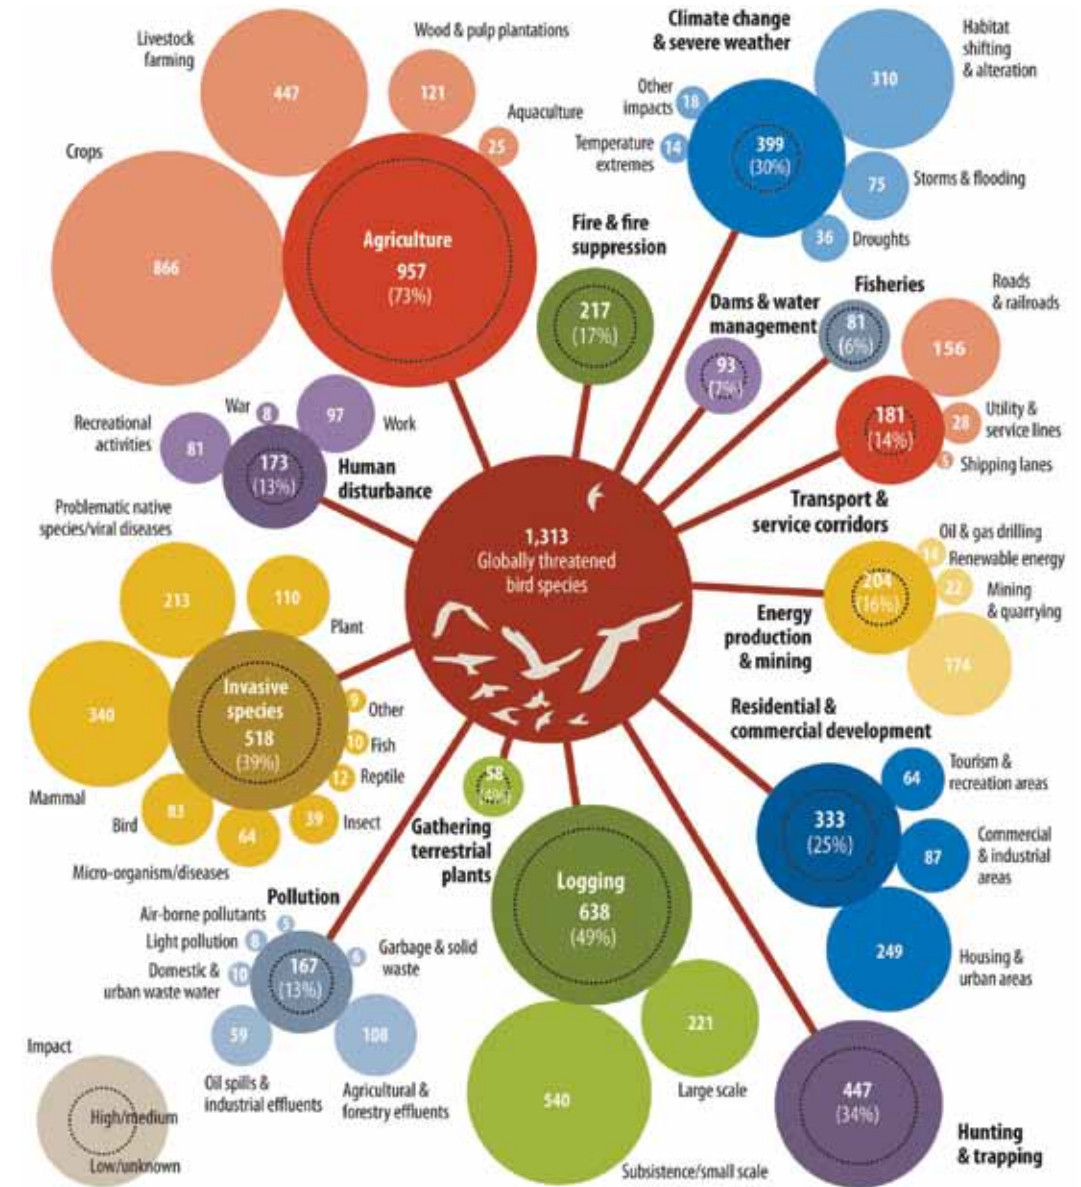 Livestock
farming
447
Wood & pulp plantations
121
Aquaculture
25
Crops
866
Agriculture
957
(73%)
Climate change
& severe weather
Habitat
shifting
& alteration
310
Other
impacts
18
Temperature
extremes
14
399
(30%)
75
Storms & flooding
36
Droughts
Fire & fire
suppression
217
(17%)
Dams & water
management
93
(7%)
Fisheries
81
(6%)
Roads
& railroads
156
181
(14%)
28
Utility &
service lines
5
Shipping lanes
Transport &
service corridors
War
8
97
Work
Recreational
activities
81
173
(13%)
Human
disturbance
1,313
Globally threatened
bird species
Oil & gas drilling
14
Renewable energy
204
(16%)
22
Mining
& quarrying
174
Energy
production
& mining
Problematic native
species/viral diseases
213
110
Plant
340
Mammal
Invasive
species
518
(39%)
9
Other
10
Fish
12
Reptile
39
Insect
83
Bird
64
Micro-organism/diseases
Residential &
commercial development
333
(25%)
64
Tourism &
recreation areas
87
Commercial
& industrial
areas
249
Housing &
urban areas
58
(4%)
Gathering
terrestrial
plants
Pollution
Air-borne pollutants
5
Light pollution
8
Domestic &
urban waste water
10
167
(13%)
6
Garbage & solid
waste
59
Oil spills &
industrial effluents
108
Agricultural &
forestry effluents
Logging
638
(49%)
221
Large scale
540
Subsistence/small scale
447
(34%)
Hunting
& trapping
Impact
High/medium
Low/unknown